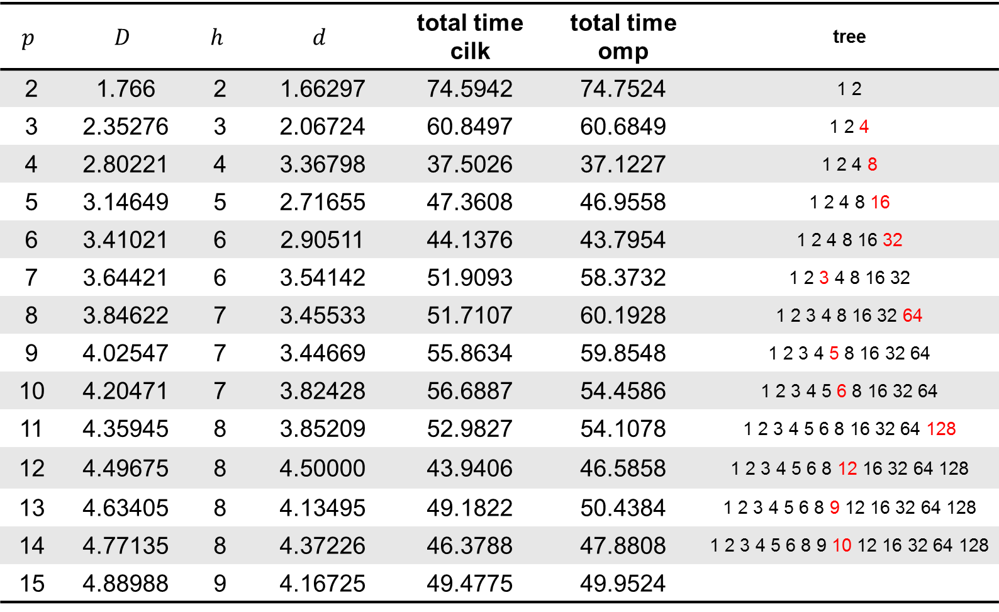 p D h d total time cilk total time omp tree
2 1.766 2 1.66297 74.5942 74.7524 1 2
3 2.35276 3 2.06724 60.8497 60.6849 1 2 4
4 2.80221 4 3.36798 37.5026 37.1227 1 2 4 8
5 3.14649 5 2.71655 47.3608 46.9558 1 2 4 8 16
6 3.41021 6 2.90511 44.1376 43.7954 1 2 4 8 16 32
7 3.64421 6 3.54142 51.9093 58.3732 1 2 3 4 8 16 32
8 3.84622 7 3.45533 51.7107 60.1928 1 2 3 4 8 16 32 64
9 4.02547 7 3.44669 55.8634 59.8548 1 2 3 4 5 8 16 32 64
10 4.20471 7 3.82428 56.6887 54.4586 1 2 3 4 5 6 8 16 32 64
11 4.35945 8 3.85209 52.9827 54.1078 1 2 3 4 5 6 8 16 32 64 128
12 4.49675 8 4.50000 43.9406 46.5858 1 2 3 4 5 6 8 12 16 32 64 128
13 4.63405 8 4.13495 49.1822 50.4384 1 2 3 4 5 6 8 9 12 16 32 64 128
14 4.77135 8 4.37226 46.3788 47.8808 1 2 3 4 5 6 8 9 10 12 16 32 64 128
15 4.88988 9 4.16725 49.4775 49.9524